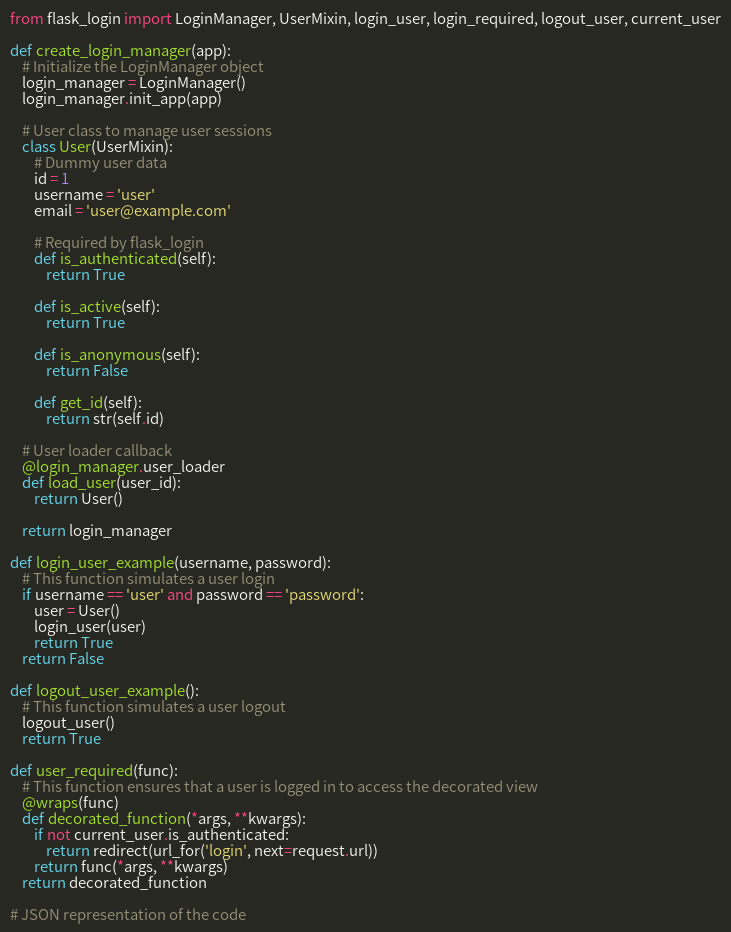 from flask_login import LoginManager, UserMixin, login_user, login_required, logout_user, current_user

def create_login_manager(app):
    # Initialize the LoginManager object
    login_manager = LoginManager()
    login_manager.init_app(app)

    # User class to manage user sessions
    class User(UserMixin):
        # Dummy user data
        id = 1
        username = 'user'
        email = 'user@example.com'

        # Required by flask_login
        def is_authenticated(self):
            return True

        def is_active(self):
            return True

        def is_anonymous(self):
            return False

        def get_id(self):
            return str(self.id)

    # User loader callback
    @login_manager.user_loader
    def load_user(user_id):
        return User()

    return login_manager

def login_user_example(username, password):
    # This function simulates a user login
    if username == 'user' and password == 'password':
        user = User()
        login_user(user)
        return True
    return False

def logout_user_example():
    # This function simulates a user logout
    logout_user()
    return True

def user_required(func):
    # This function ensures that a user is logged in to access the decorated view
    @wraps(func)
    def decorated_function(*args, **kwargs):
        if not current_user.is_authenticated:
            return redirect(url_for('login', next=request.url))
        return func(*args, **kwargs)
    return decorated_function

# JSON representation of the code